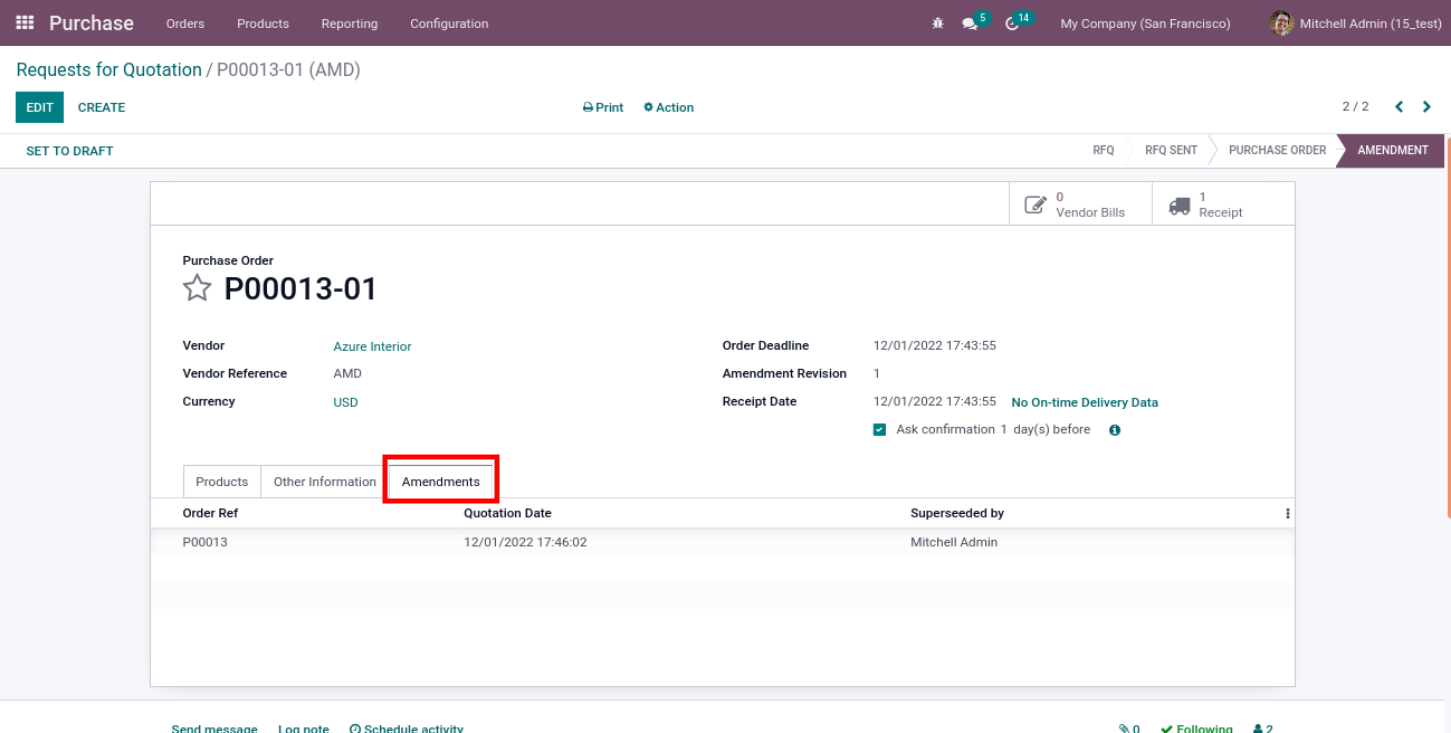 Purchase Orders Products Reporting Configuration 5 14 My Company (San Francisco) Mitchell Admin (15_test)
Requests for Quotation / P00013-01 (AMD)
EDIT CREATE Print Action 2 / 2
SET TO DRAFT RFQ RFQ SENT PURCHASE ORDER AMENDMENT
0 Vendor Bills 1 Receipt
Purchase Order
P00013-01
Vendor Azure Interior Order Deadline 12/01/2022 17:43:55
Vendor Reference AMD Amendment Revision 1
Currency USD Receipt Date 12/01/2022 17:43:55 No On-time Delivery Data
Ask confirmation 1 day(s) before
Products Other Information Amendments
Order Ref Quotation Date Superseeded by
P00013 12/01/2022 17:46:02 Mitchell Admin
Send message Log note Schedule activity 0 Following 2